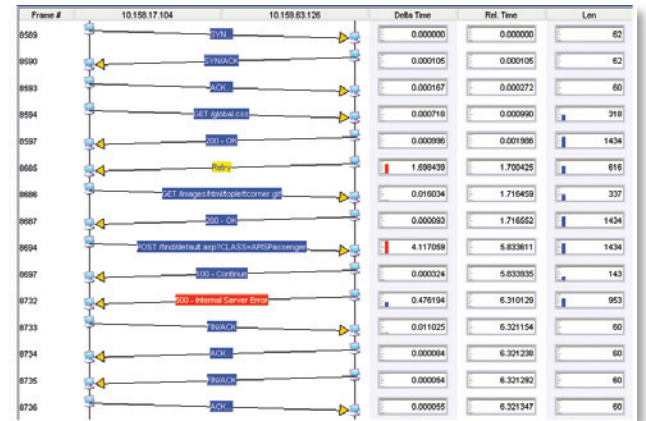 Frame # 10.158.17.104 10.159.63.126 Delta Time Rel. Time Len
8589 SYN 0.000000 0.000000 62
8590 SYN/ACK 0.000105 0.000105 62
8593 ACK 0.000167 0.000272 60
8594 GET /global.css 0.000718 0.000990 318
8597 200 - OK 0.000996 0.001986 1434
8685 Retry 1.698439 1.700425 616
8686 GET /images/html/topleftcorner.gif 0.016034 1.716459 337
8687 200 - OK 0.000093 1.716552 1434
8694 POST /find/default.asp?CLASS=APISPassenger 4.117059 5.833611 1434
8697 100 - Continue 0.000324 5.833935 143
8732 500 - Internal Server Error 0.476194 6.310129 953
8733 FIN/ACK 0.011025 6.321154 60
8734 ACK 0.000084 6.321238 60
8735 FIN/ACK 0.000054 6.321292 60
8736 ACK 0.000055 6.321347 60